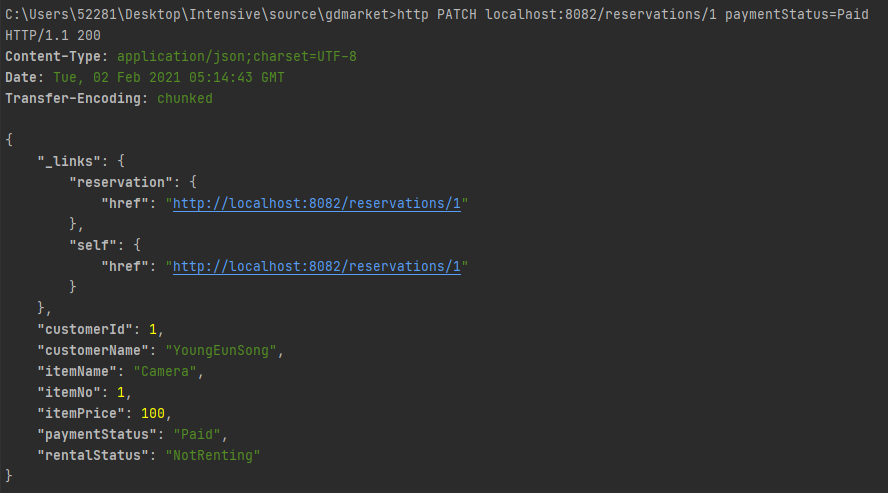 C:\Users\52281\Desktop\Intensive\source\gdmarket>http PATCH localhost:8082/reservations/1 paymentStatus=Paid
HTTP/1.1 200
Content-Type: application/json;charset=UTF-8
Date: Tue, 02 Feb 2021 05:14:43 GMT
Transfer-Encoding: chunked

{
    "_links": {
        "reservation": {
            "href": "http://localhost:8082/reservations/1"
        },
        "self": {
            "href": "http://localhost:8082/reservations/1"
        }
    },
    "customerId": 1,
    "customerName": "YoungEunSong",
    "itemName": "Camera",
    "itemNo": 1,
    "itemPrice": 100,
    "paymentStatus": "Paid",
    "rentalStatus": "NotRenting"
}